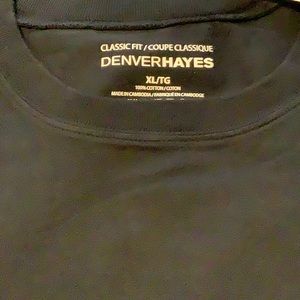 CLASSIC FIT / COUPE CLASSIQUE
DENVERHAYES
XL/TG
100% COTTON / COTON
MADE IN CAMBODIA / FABRIQUÉ EN CAMBODGE